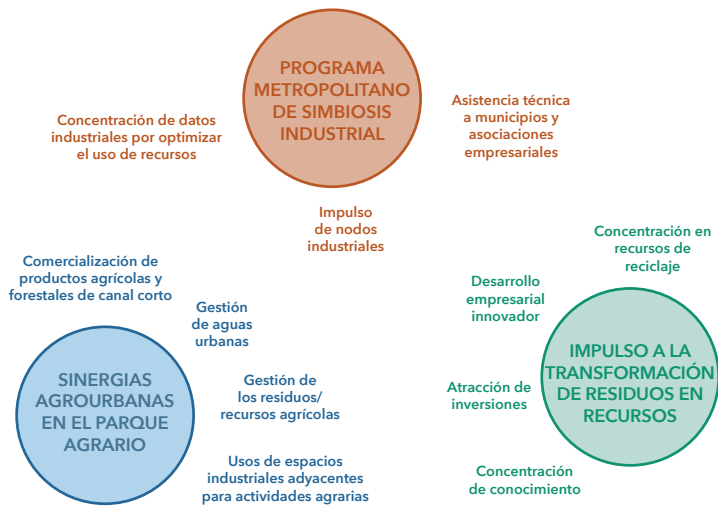 PROGRAMA
METROPOLITANO
DE SIMBIOSIS
INDUSTRIAL
Concentración de datos
industriales por optimizar
el uso de recursos
Asistencia técnica
a municipios y
asociaciones
empresariales
Impulso
de nodos
industriales
Comercialización de
productos agrícolas y
forestales de canal corto
Gestión
de aguas
urbanas
SINERGIAS
AGROURBANAS
EN EL PARQUE
AGRARIO
Gestión de
los residuos/
recursos agrícolas
Usos de espacios
industriales adyacentes
para actividades agrarias
Concentración en
recursos de
reciclaje
Desarrollo
empresarial
innovador
IMPULSO A LA
TRANSFORMACIÓN
DE RESIDUOS EN
RECURSOS
Atracción de
inversiones
Concentración
de conocimiento